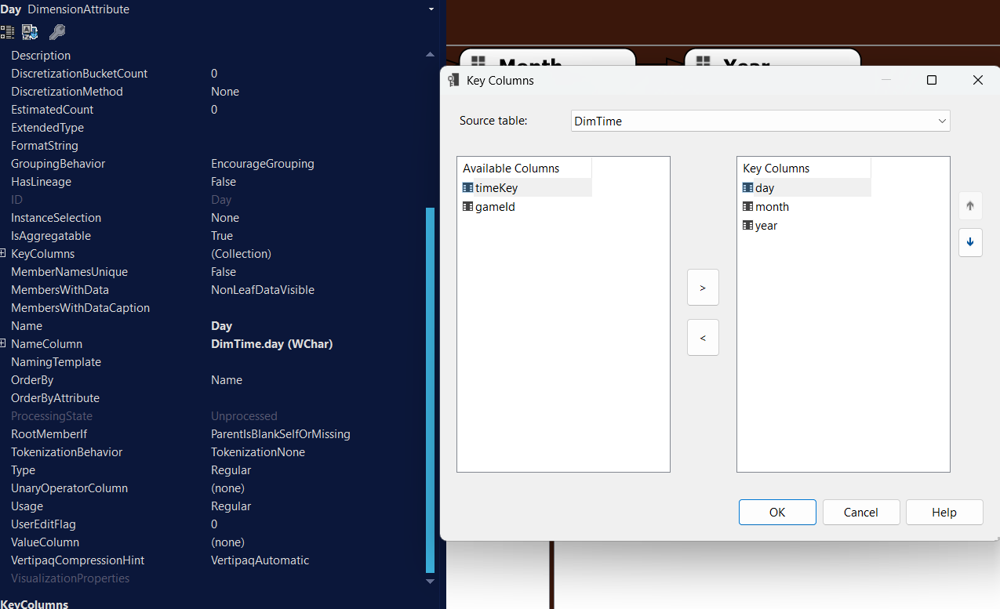 Day DimensionAttribute
Description
DiscretizationBucketCount 0
DiscretizationMethod None
EstimatedCount 0
ExtendedType
FormatString
GroupingBehavior EncourageGrouping
HasLineage False
ID Day
InstanceSelection None
IsAggregatable True
KeyColumns (Collection)
MemberNamesUnique False
MembersWithData NonLeafDataVisible
MembersWithDataCaption
Name Day
NameColumn DimTime.day (WChar)
NamingTemplate
OrderBy Name
OrderByAttribute
ProcessingState Unprocessed
RootMemberIf ParentIsBlankSelfOrMissing
TokenizationBehavior TokenizationNone
Type Regular
UnaryOperatorColumn (none)
Usage Regular
UserEditFlag 0
ValueColumn (none)
VertipaqCompressionHint VertipaqAutomatic
VisualizationProperties
KeyColumns
Month Year
Key Columns
Source table: DimTime
Available Columns
timeKey
gameId
>
<
Key Columns
day
month
year
OK Cancel Help